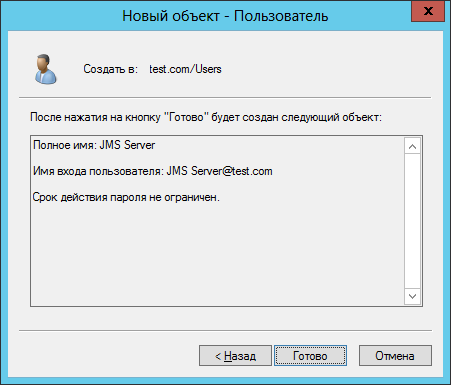 Новый объект - Пользователь
x
Создать в: test.com/Users
После нажатия на кнопку "Готово" будет создан следующий объект:
Полное имя: JMS Server
Имя входа пользователя: JMS Server@test.com
Срок действия пароля не ограничен.
< Назад Готово Отмена